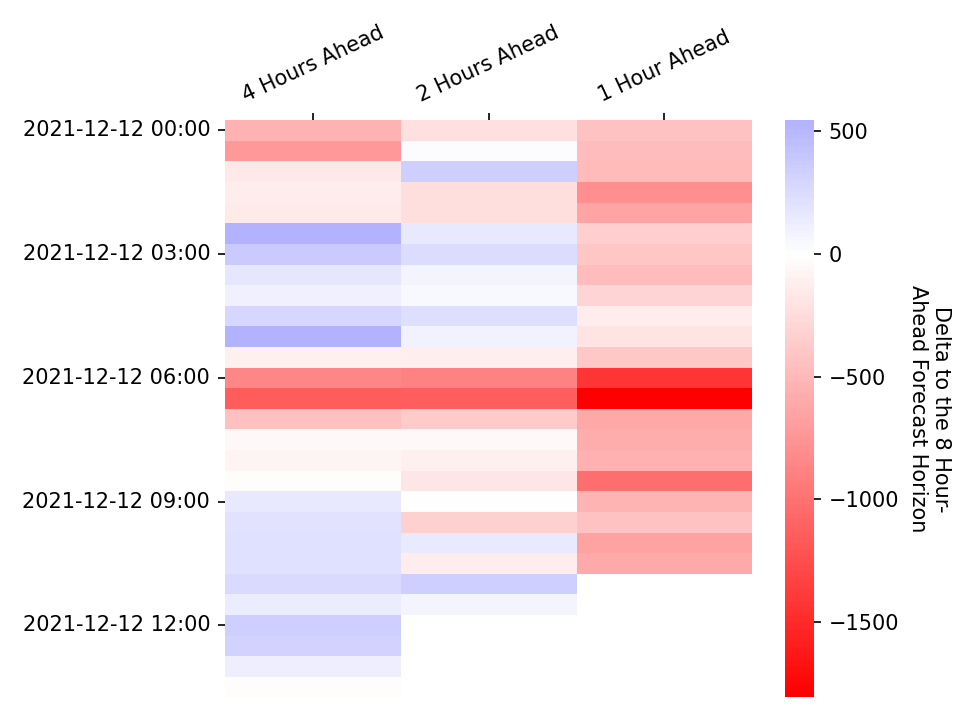 4 Hours Ahead
2 Hours Ahead
1 Hour Ahead
2021-12-12 00:00
2021-12-12 03:00
2021-12-12 06:00
2021-12-12 09:00
2021-12-12 12:00
500
0
−500
−1000
−1500
Delta to the 8 Hour-
Ahead Forecast Horizon